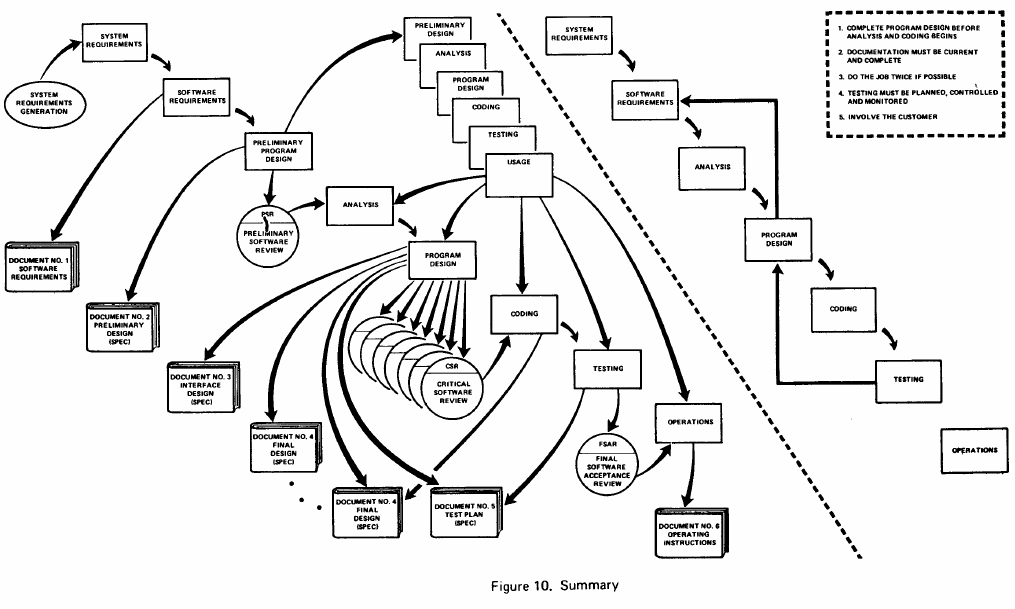 SYSTEM
REQUIREMENTS
SYSTEM
REQUIREMENTS
GENERATION
SOFTWARE
REQUIREMENTS
PRELIMINARY
PROGRAM
DESIGN
PRELIMINARY
DESIGN
ANALYSIS
PROGRAM
DESIGN
CODING
TESTING
USAGE
PSR
PRELIMINARY
SOFTWARE
REVIEW
ANALYSIS
PROGRAM
DESIGN
DOCUMENT NO. 1
SOFTWARE
REQUIREMENTS
DOCUMENT NO. 2
PRELIMINARY
DESIGN
(SPEC)
DOCUMENT NO. 3
INTERFACE
DESIGN
(SPEC)
DOCUMENT NO. 4
FINAL
DESIGN
(SPEC)
DOCUMENT NO. 4
FINAL
DESIGN
(SPEC)
DOCUMENT NO. 5
TEST PLAN
(SPEC)
CSR
CRITICAL
SOFTWARE
REVIEW
CODING
TESTING
FSAR
FINAL
SOFTWARE
ACCEPTANCE
REVIEW
OPERATIONS
DOCUMENT NO. 6
OPERATING
INSTRUCTIONS
SYSTEM
REQUIREMENTS
SOFTWARE
REQUIREMENTS
ANALYSIS
PROGRAM
DESIGN
CODING
TESTING
OPERATIONS
1. COMPLETE PROGRAM DESIGN BEFORE
ANALYSIS AND CODING BEGINS
2. DOCUMENTATION MUST BE CURRENT
AND COMPLETE
3. DO THE JOB TWICE IF POSSIBLE
4. TESTING MUST BE PLANNED, CONTROLLED
AND MONITORED
5. INVOLVE THE CUSTOMER
Figure 10. Summary